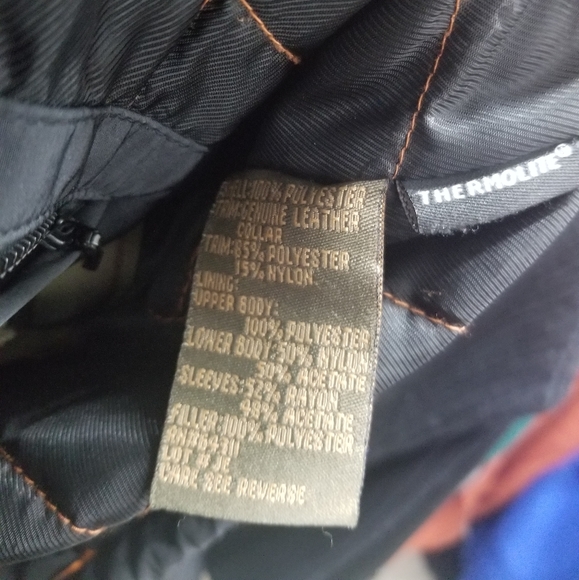 SHELL:100% POLYESTER
TRIM:GENUINE LEATHER
COLLAR
TRIM:85% POLYESTER
15% NYLON
LINING:
UPPER BODY:
100% POLYESTER
LOWER BODY:50% NYLON
50% ACETATE
SLEEVES:52% RAYON
48% ACETATE
FILLER:100% POLYESTER
LOT #
CARE SEE REVERSE
THERMOLITE